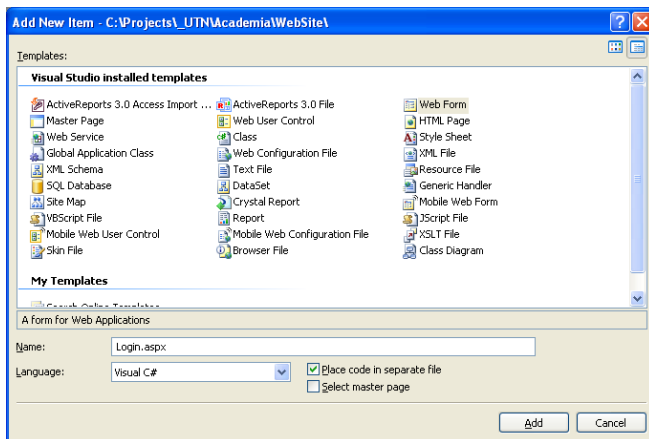 Add New Item - C:\Projects\_UTN\Academia\WebSite\
Templates:
Visual Studio installed templates
ActiveReports 3.0 Access Import ... ActiveReports 3.0 File Web Form
Master Page Web User Control HTML Page
Web Service Class Style Sheet
Global Application Class Web Configuration File XML File
XML Schema Text File Resource File
SQL Database DataSet Generic Handler
Site Map Crystal Report Mobile Web Form
VBScript File Report JScript File
Mobile Web User Control Mobile Web Configuration File XSLT File
Skin File Browser File Class Diagram
My Templates
Search Online Templates
A form for Web Applications
Name: Login.aspx
Language: Visual C# Place code in separate file
Select master page
Add Cancel